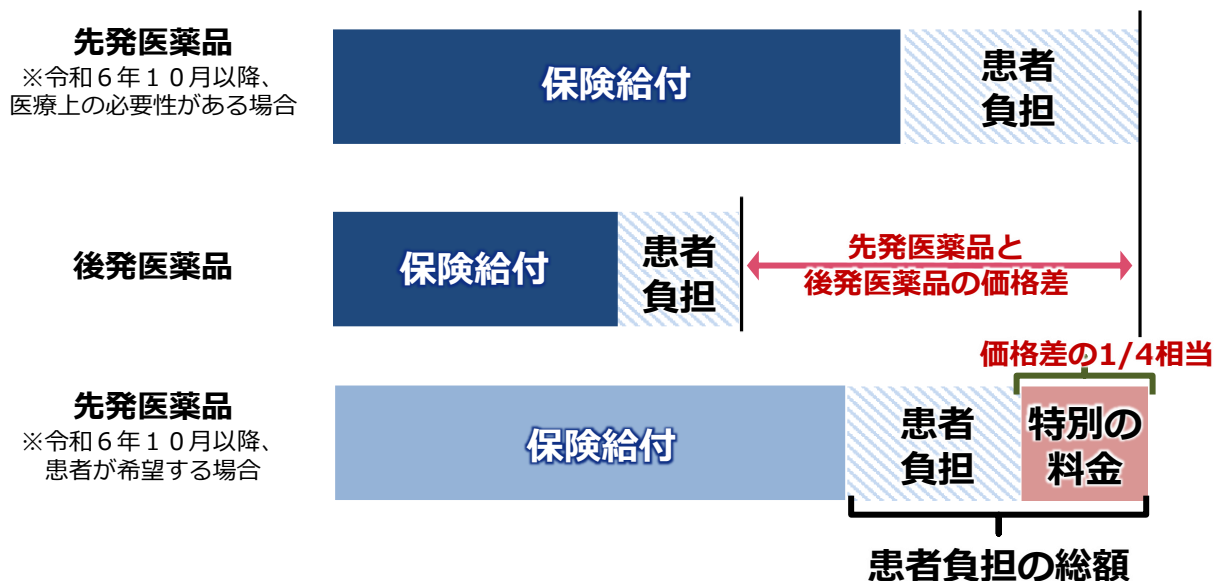 先発医薬品
※令和６年１０月以降、
医療上の必要性がある場合
保険給付
患者
負担
後発医薬品
保険給付
患者
負担
先発医薬品と
後発医薬品の価格差
価格差の1/4相当
先発医薬品
※令和６年１０月以降、
患者が希望する場合
保険給付
患者
負担
特別の
料金
患者負担の総額